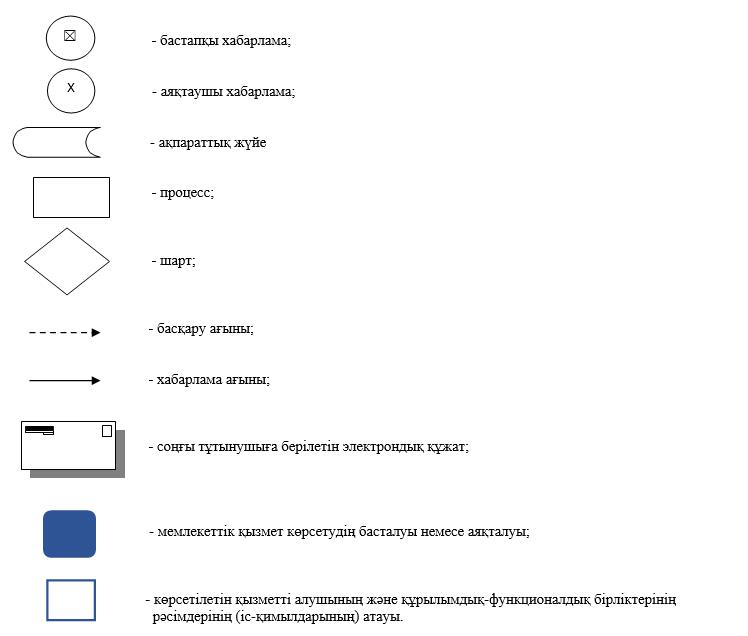 - бастапқы хабарлама;
X
- аяқтаушы хабарлама;
- ақпараттық жүйе
- процесс;
- шарт;
- басқару ағыны;
- хабарлама ағыны;
- соңғы тұтынушыға берілетін электрондық құжат;
- мемлекеттік қызмет көрсетудің басталуы немесе аяқталуы;
- көрсетілетін қызметті алушының және құрылымдық-функционалдық бірліктерінің
рәсімдерінің (іс-қимылдарының) атауы.